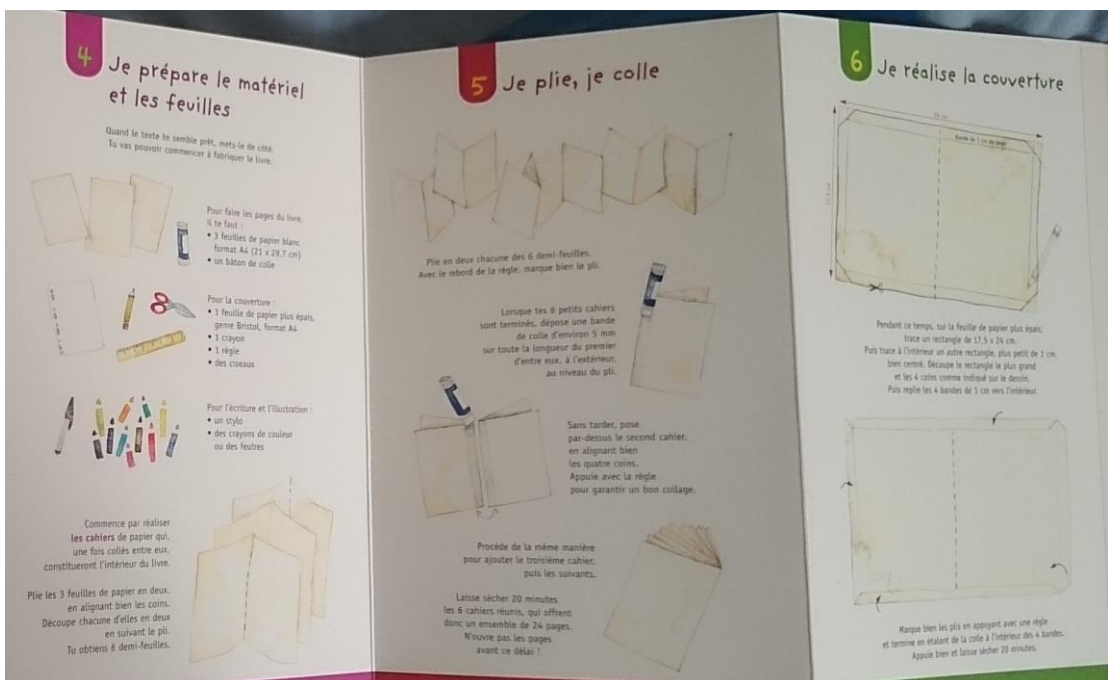 4
Je prépare le matériel
et les feuilles
Quand le texte te semble prêt, mets-le de côté.
Tu vas pouvoir commencer à fabriquer le livre.
Pour faire les pages du livre,
il te faut :
• 3 feuilles de papier blanc
format A4 (21 x 29,7 cm)
• un bâton de colle
Pour la couverture :
• 1 feuille de papier plus épais,
genre Bristol, format A4
• 1 crayon
• 1 règle
• des ciseaux
Pour l'écriture et l'illustration :
• un stylo
• des crayons de couleur
ou des feutres
Commence par réaliser
les cahiers de papier qui,
une fois collés entre eux,
constitueront l'intérieur du livre.
Plie les 3 feuilles de papier en deux,
en alignant bien les coins.
Découpe chacune d'elles en deux
en suivant le pli.
Tu obtiens 6 demi-feuilles.
5
Je plie, je colle
Plie en deux chacune des 6 demi-feuilles.
Avec le rebord de la règle, marque bien le pli.
Lorsque tes 6 petits cahiers
sont terminés, dépose une bande
de colle d'environ 5 mm
sur toute la longueur du premier
d'entre eux, à l'extérieur,
au niveau du pli.
Sans tarder, pose
par-dessus le second cahier,
en alignant bien
les quatre coins.
Appuie avec la règle
pour garantir un bon collage.
Procède de la même manière
pour ajouter le troisième cahier,
puis les suivants.
Laisse sécher 20 minutes
les 6 cahiers réunis, qui offrent
donc un ensemble de 24 pages.
N'ouvre pas les pages
avant ce délai !
6
Je réalise la couverture
24 cm
Bande de 1 cm de large
17,5 cm
Pendant ce temps, sur la feuille de papier plus épais,
trace un rectangle de 17,5 x 24 cm.
Puis trace à l'intérieur un autre rectangle, plus petit de 1 cm,
bien centré. Découpe le rectangle le plus grand
et les 4 coins comme indiqué sur le dessin.
Puis replie les 4 bandes de 1 cm vers l'intérieur.
Marque bien les plis en appuyant avec une règle
et termine en étalant de la colle à l'intérieur des 4 bandes.
Appuie bien et laisse sécher 20 minutes.